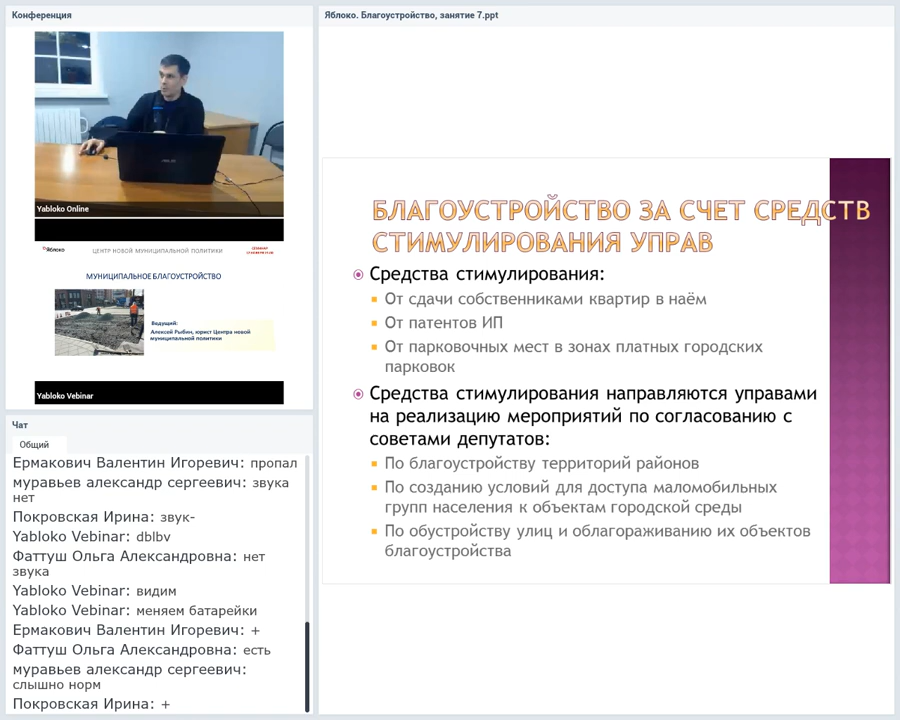 Конференция
Yabloko Online
Яблоко
ЦЕНТР НОВОЙ МУНИЦИПАЛЬНОЙ ПОЛИТИКИ
МУНИЦИПАЛЬНОЕ БЛАГОУСТРОЙСТВО
Ведущий:
Алексей Рыбин, юрист Центра новой
муниципальной политики
Yabloko Vebinar
Чат
Общий
Ермакович Валентин Игоревич: пропал
муравьев александр сергеевич: звука
нет
Покровская Ирина: звук-
Yabloko Vebinar: dblbv
Фаттуш Ольга Александровна: нет
звука
Yabloko Vebinar: видим
Yabloko Vebinar: меняем батарейки
Ермакович Валентин Игоревич: +
Фаттуш Ольга Александровна: есть
муравьев александр сергеевич:
слышно норм
Покровская Ирина: +
Яблоко. Благоустройство, занятие 7.ppt
БЛАГОУСТРОЙСТВО ЗА СЧЕТ СРЕДСТВ
СТИМУЛИРОВАНИЯ УПРАВ
Средства стимулирования:
От сдачи собственниками квартир в наём
От патентов ИП
От парковочных мест в зонах платных городских
парковок
Средства стимулирования направляются управами
на реализацию мероприятий по согласованию с
советами депутатов:
По благоустройству территорий районов
По созданию условий для доступа маломобильных
групп населения к объектам городской среды
По обустройству улиц и облагораживанию их объектов
благоустройства